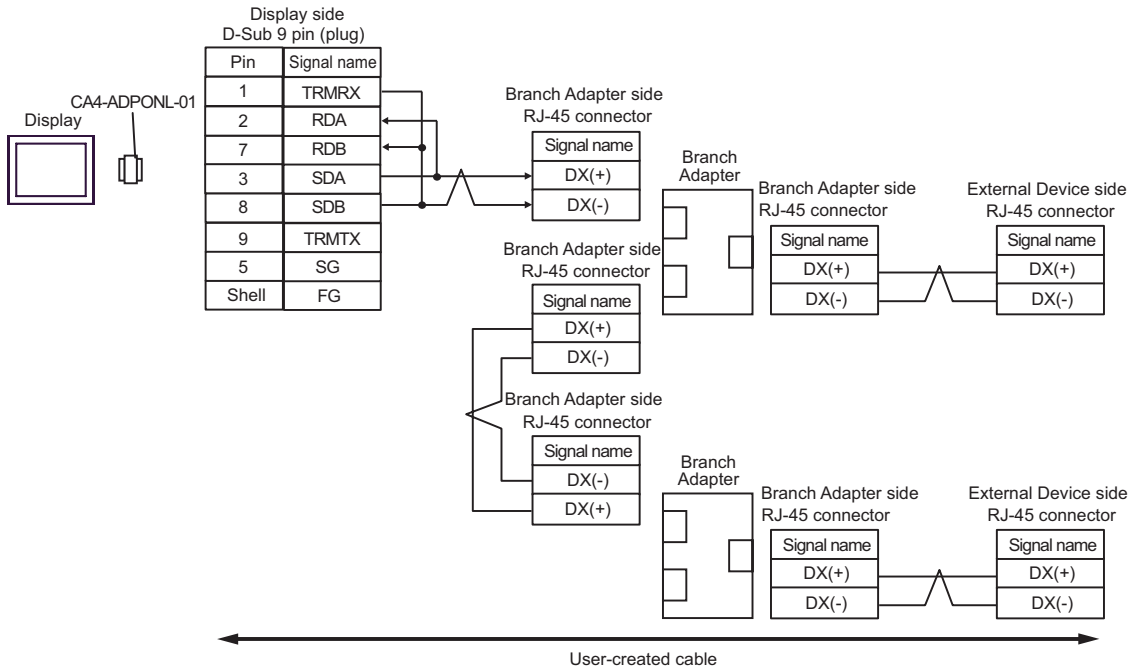 Display side
D-Sub 9 pin (plug)
Pin Signal name
1 TRMRX
2 RDA
7 RDB
3 SDA
8 SDB
9 TRMTX
5 SG
Shell FG
CA4-ADPONL-01
Display
Branch Adapter side
RJ-45 connector
Signal name
DX(+)
DX(-)
Branch
Adapter
Branch Adapter side
RJ-45 connector
Signal name
DX(+)
DX(-)
External Device side
RJ-45 connector
Signal name
DX(+)
DX(-)
Branch Adapter side
RJ-45 connector
Signal name
DX(+)
DX(-)
Branch Adapter side
RJ-45 connector
Signal name
DX(-)
DX(+)
Branch
Adapter
Branch Adapter side
RJ-45 connector
Signal name
DX(+)
DX(-)
External Device side
RJ-45 connector
Signal name
DX(+)
DX(-)
User-created cable